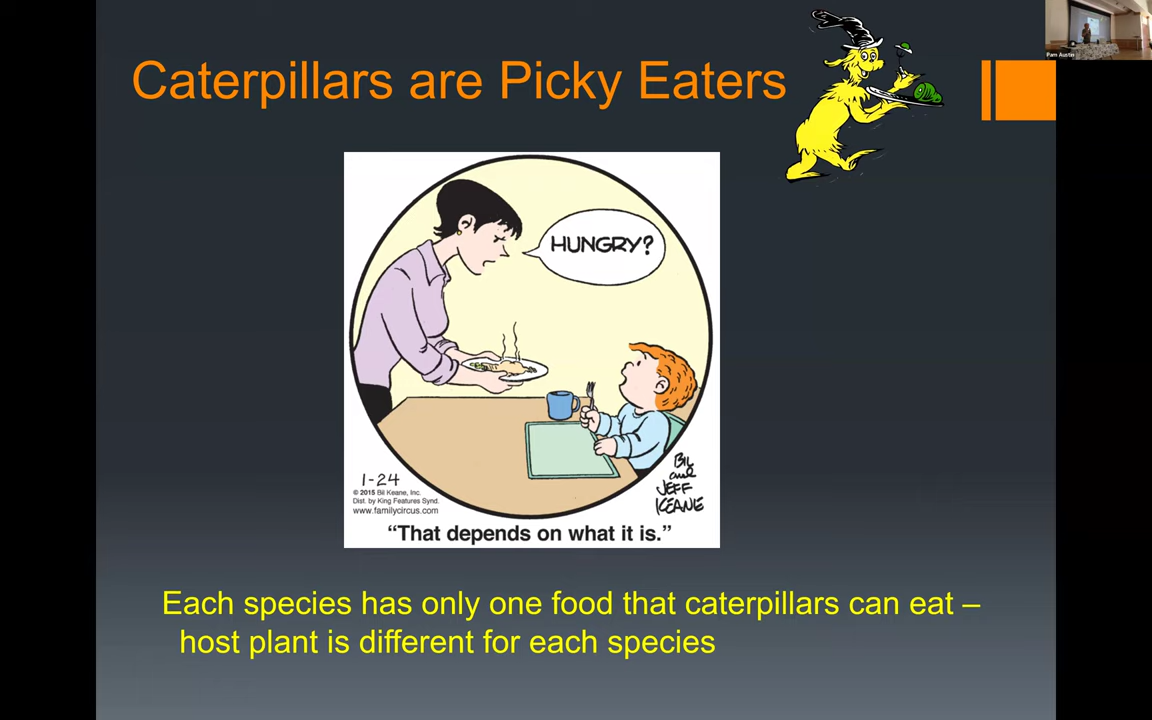 Caterpillars are Picky Eaters
Pam Austin
HUNGRY?
1-24
© 2015 Bil Keane, Inc.
Dist. by King Features Synd.
www.familycircus.com
BIL
and
JEFF
KEANE
“That depends on what it is.”
Each species has only one food that caterpillars can eat –
host plant is different for each species